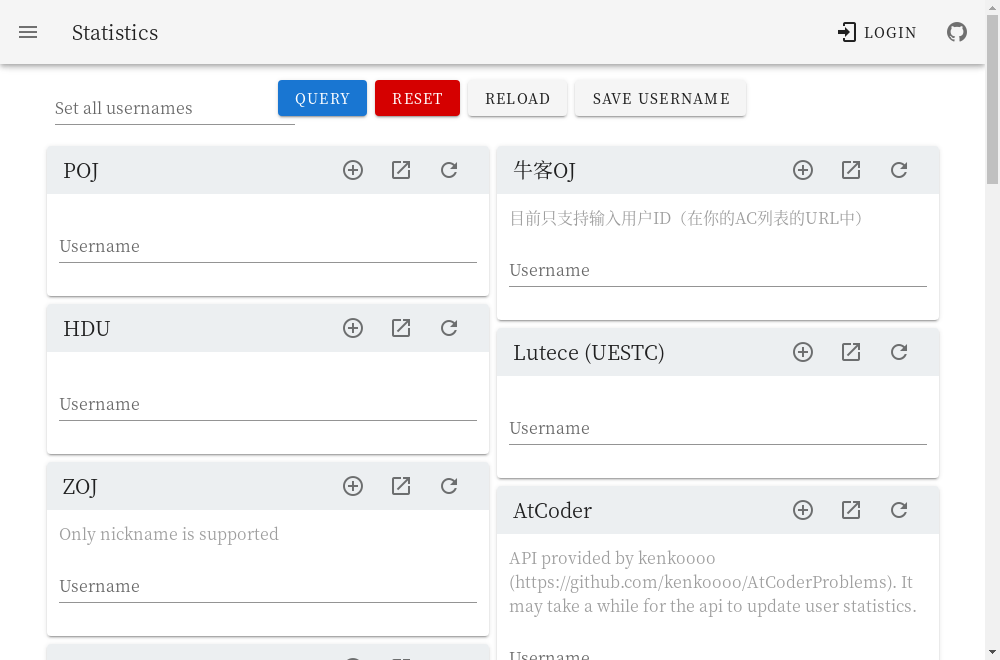 Statistics
LOGIN
Set all usernames
QUERY
RESET
RELOAD
SAVE USERNAME
POJ
Username
HDU
Username
ZOJ
Only nickname is supported
Username
牛客OJ
目前只支持输入用户ID（在你的AC列表的URL中）
Username
Lutece (UESTC)
Username
AtCoder
API provided by kenkoooo
(https://github.com/kenkoooo/AtCoderProblems). It
may take a while for the api to update user statistics.
Username